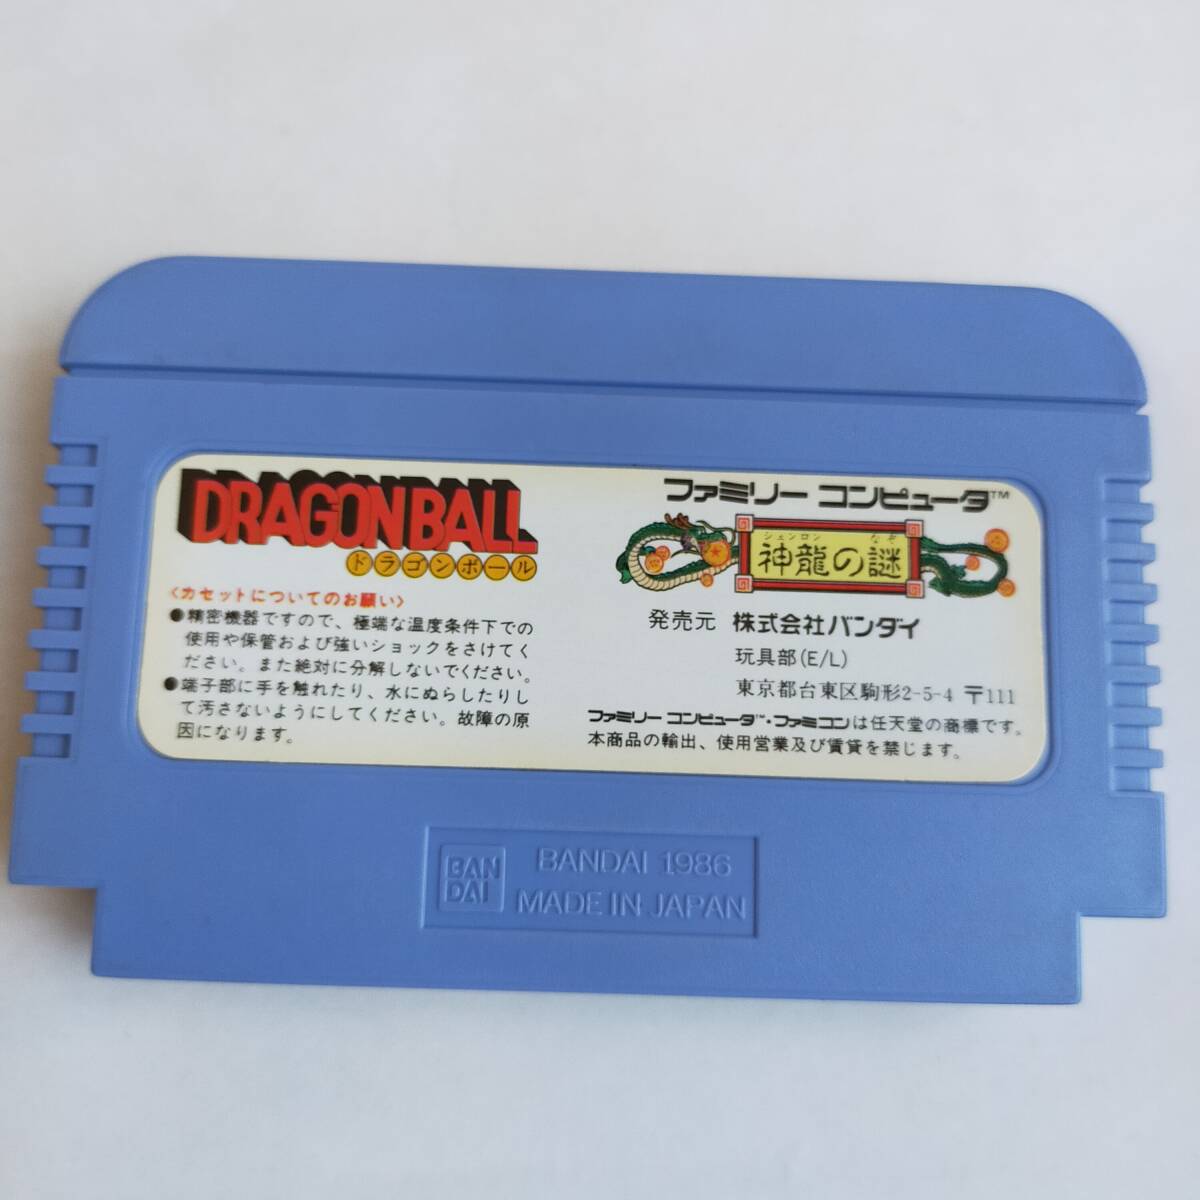 DRAGONBALL
ドラゴンボール
<カセットについてのお願い>
●精密機器ですので、極端な温度条件下での
使用や保管および強いショックをさけてく
ださい。また絶対に分解しないでください。
●端子部に手を触れたり、水にぬらしたりし
て汚さないようにしてください。故障の原
因になります。
ファミリー コンピュータ™
シェンロン なぞ
神龍の謎
発売元 株式会社バンダイ
玩具部(E/L)
東京都台東区駒形2-5-4 〒111
ファミリー コンピュータ™・ファミコンは任天堂の商標です。
本商品の輸出、使用営業及び賃貸を禁じます。
BAN
DAI
BANDAI 1986
MADE IN JAPAN